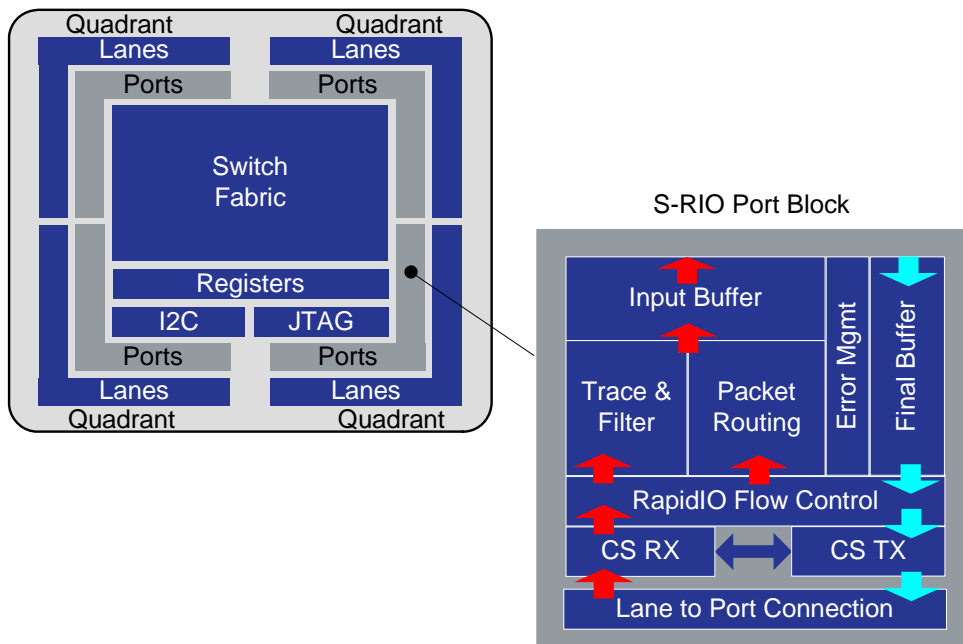 Quadrant
Quadrant
Lanes
Lanes
Ports
Ports
Switch
Fabric
Registers
I2C
JTAG
Ports
Ports
Lanes
Lanes
Quadrant
Quadrant
S-RIO Port Block
Input Buffer
Trace &
Filter
Packet
Routing
Error Mgmt
Final Buffer
RapidIO Flow Control
CS RX
CS TX
Lane to Port Connection